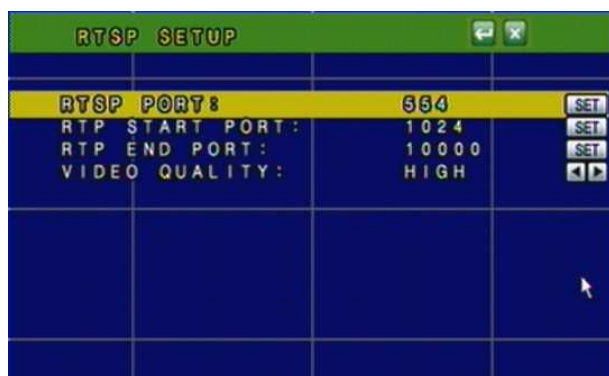 RTSP SETUP
RTSP PORT: 554 SET
RTP START PORT: 1024 SET
RTP END PORT: 10000 SET
VIDEO QUALITY: HIGH